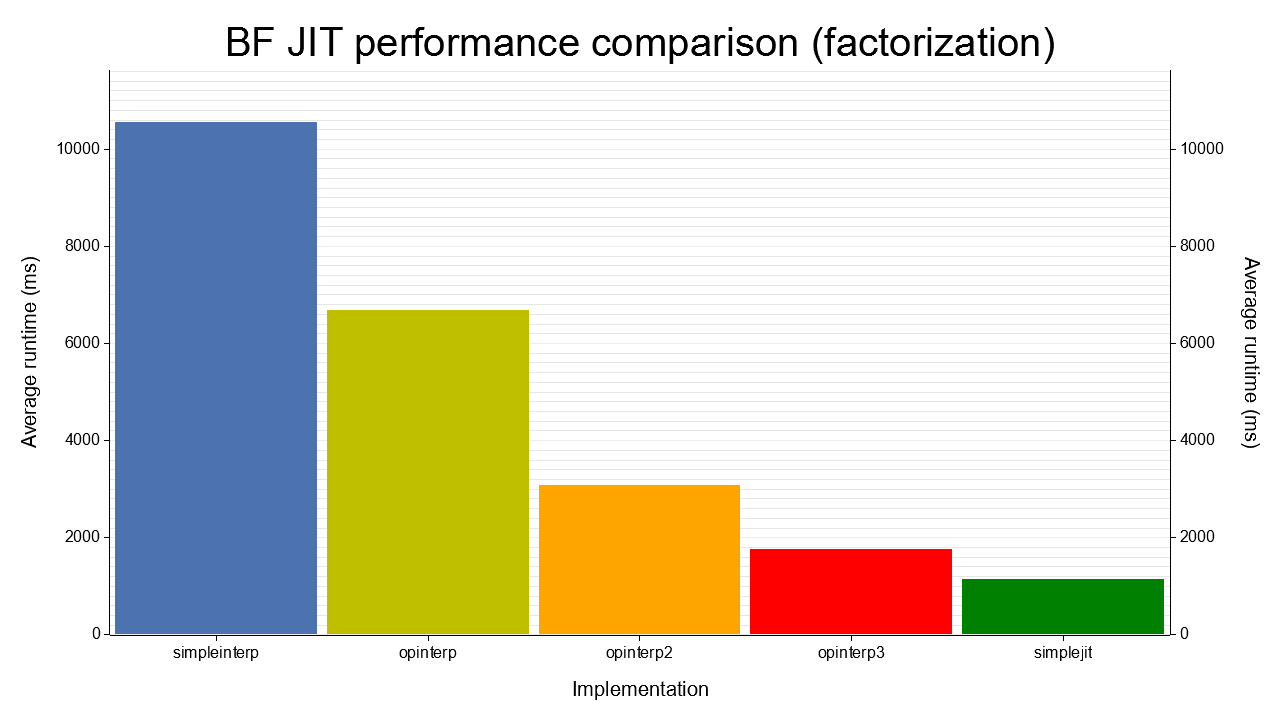 BF JIT performance comparison (factorization)
Average runtime (ms)
10000
8000
6000
4000
2000
0
10000
8000
6000
4000
2000
0
Average runtime (ms)
simpleinterp opinterp opinterp2 opinterp3 simplejit
Implementation